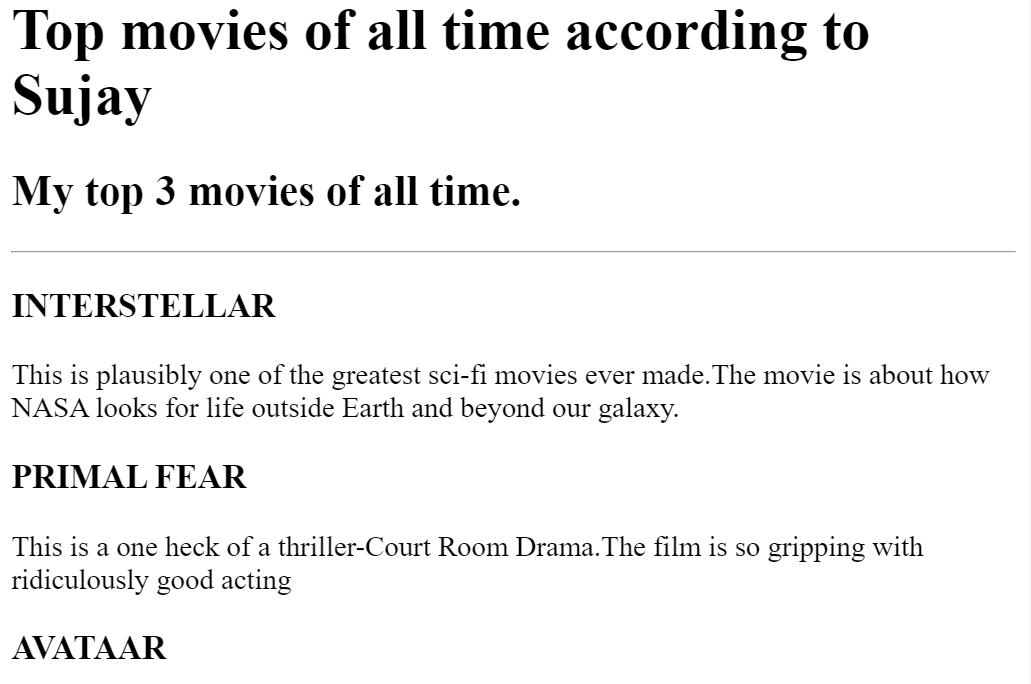 Top movies of all time according to
Sujay
My top 3 movies of all time.
INTERSTELLAR
This is plausibly one of the greatest sci-fi movies ever made.The movie is about how
NASA looks for life outside Earth and beyond our galaxy.
PRIMAL FEAR
This is a one heck of a thriller-Court Room Drama.The film is so gripping with
ridiculously good acting
AVATAAR